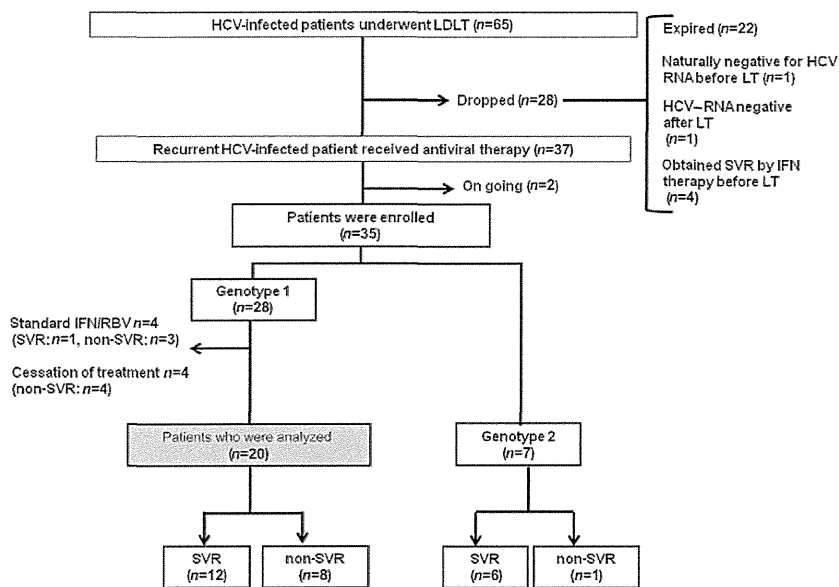 HCV-infected patients underwent LDLT (n=65)
Expired (n=22)
Naturally negative for HCV
RNA before LT (n=1)
Dropped (n=28)
HCV–RNA negative
after LT
(n=1)
Recurrent HCV-infected patient received antiviral therapy (n=37)
Obtained SVR by IFN
therapy before LT
(n=4)
On going (n=2)
Patients were enrolled
(n=35)
Genotype 1
(n=28)
Standard IFN/RBV n=4
(SVR: n=1, non-SVR: n=3)
Cessation of treatment n=4
(non-SVR: n=4)
Patients who were analyzed
(n=20)
Genotype 2
(n=7)
SVR
(n=12)
non-SVR
(n=8)
SVR
(n=6)
non-SVR
(n=1)